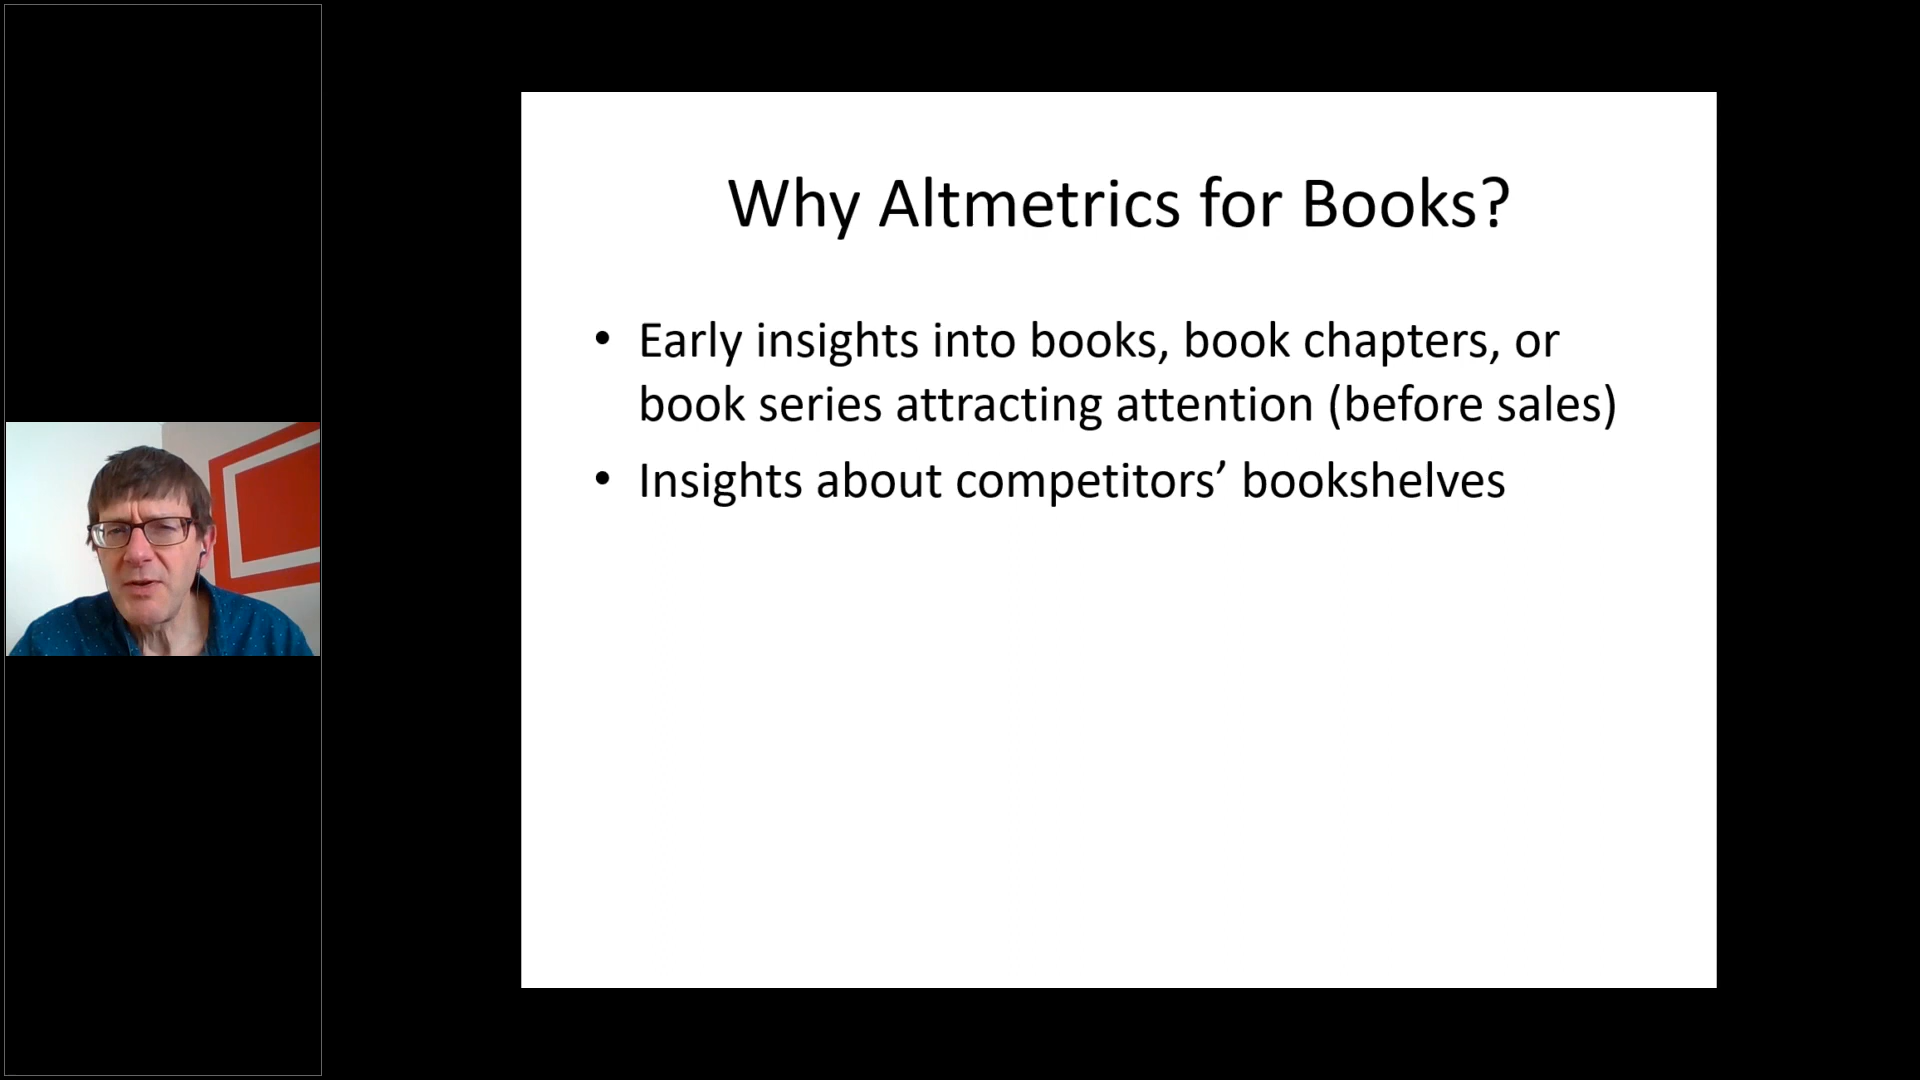 Why Altmetrics for Books?
• Early insights into books, book chapters, or
book series attracting attention (before sales)
• Insights about competitors’ bookshelves